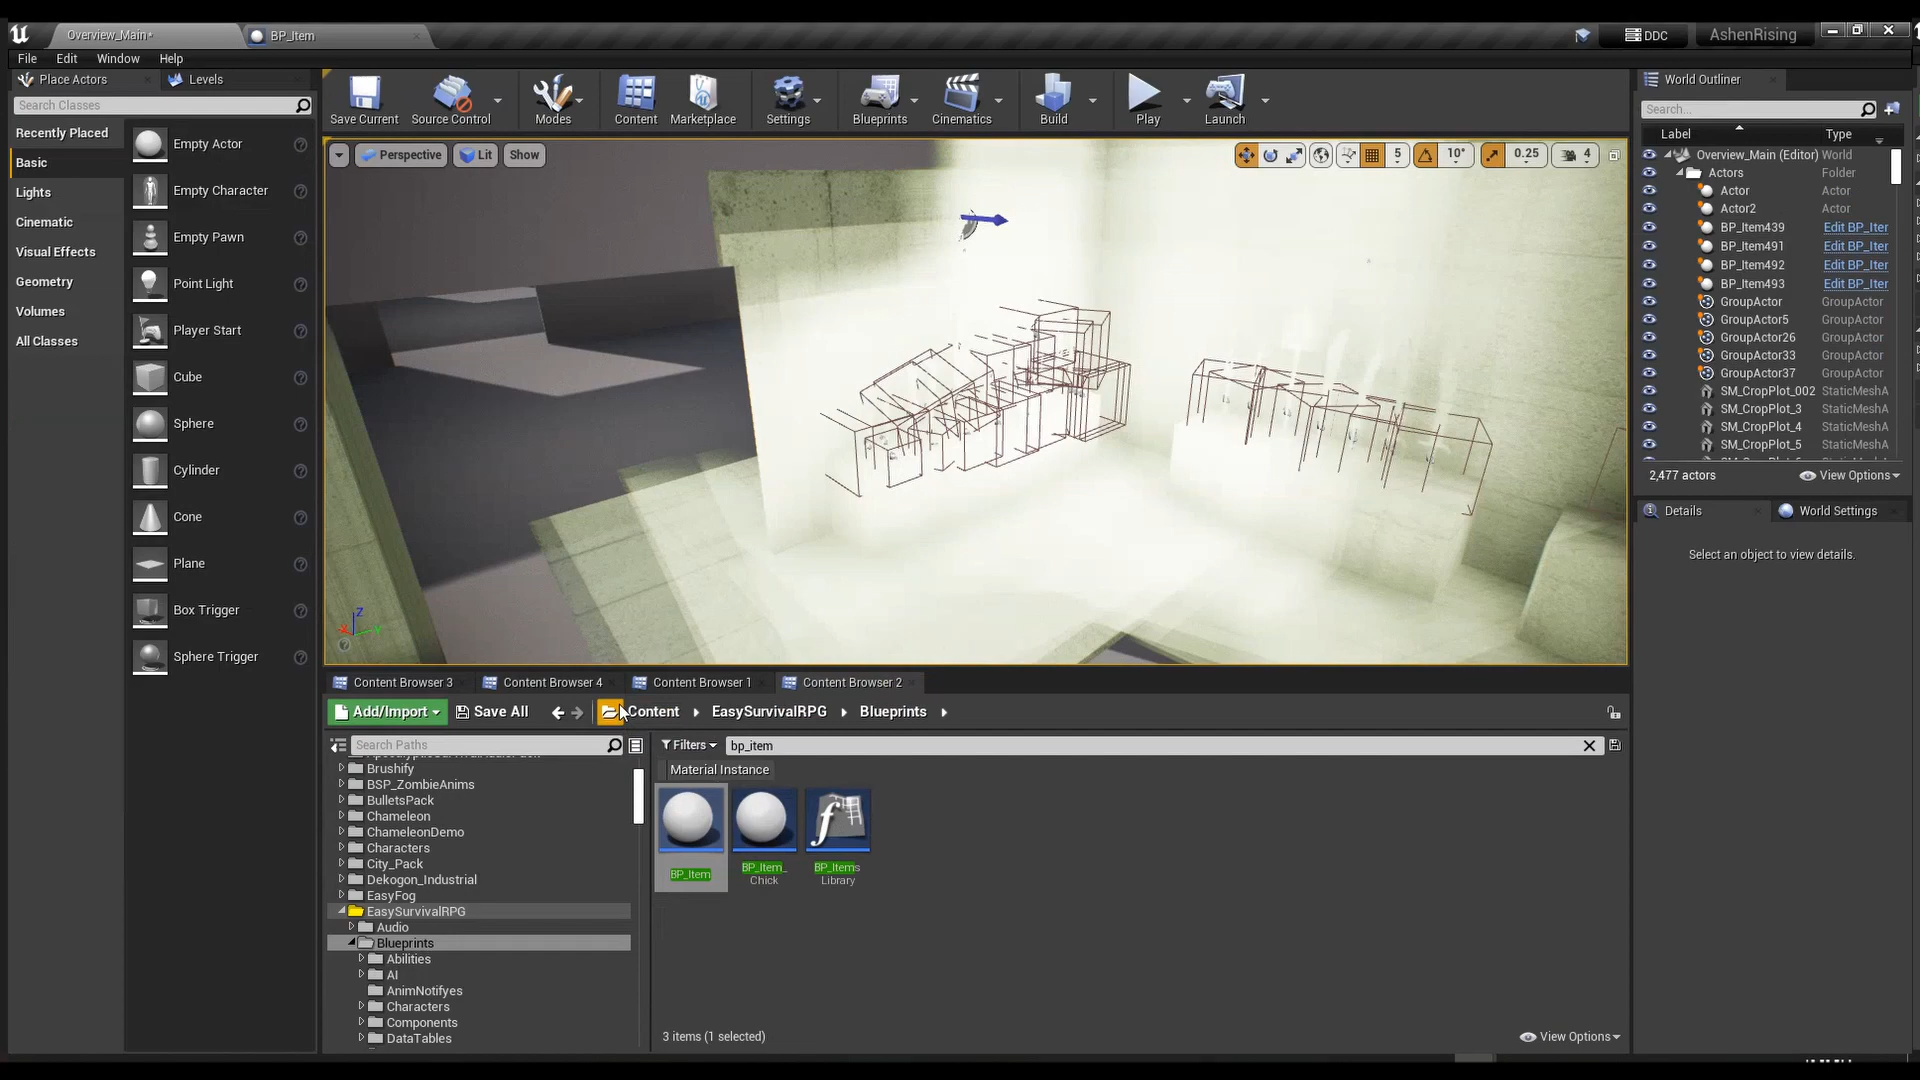 Overview_Main*
BP_Item
DDC
AshenRising
File
Edit
Window
Help
Place Actors
Levels
Search Classes
Recently Placed
Basic
Lights
Cinematic
Visual Effects
Geometry
Volumes
All Classes
Empty Actor
Empty Character
Empty Pawn
Point Light
Player Start
Cube
Sphere
Cylinder
Cone
Plane
Box Trigger
Sphere Trigger
Save Current
Source Control
Modes
Content
Marketplace
Settings
Blueprints
Cinematics
Build
Play
Launch
Perspective
Lit
Show
5
10°
0.25
4
World Outliner
Search...
Label
Type
Overview_Main (Editor) World
Actors Folder
Actor Actor
Actor2 Actor
BP_Item439 Edit BP_Iter
BP_Item491 Edit BP_Iter
BP_Item492 Edit BP_Iter
BP_Item493 Edit BP_Iter
GroupActor GroupActor
GroupActor5 GroupActor
GroupActor26 GroupActor
GroupActor33 GroupActor
GroupActor37 GroupActor
SM_CropPlot_002 StaticMeshA
SM_CropPlot_3 StaticMeshA
SM_CropPlot_4 StaticMeshA
SM_CropPlot_5 StaticMeshA
2,477 actors
View Options
Details
World Settings
Select an object to view details.
Z
X
Y
Content Browser 3
Content Browser 4
Content Browser 1
Content Browser 2
Add/Import
Save All
Content
EasySurvivalRPG
Blueprints
Search Paths
Filters
bp_item
Material Instance
Brushify
BSP_ZombieAnims
BulletsPack
Chameleon
ChameleonDemo
Characters
City_Pack
Dekogon_Industrial
EasyFog
EasySurvivalRPG
Audio
Blueprints
Abilities
AI
AnimNotifyes
Characters
Components
DataTables
BP_Item
BP_Item_
Chick
BP_Items
Library
3 items (1 selected)
View Options